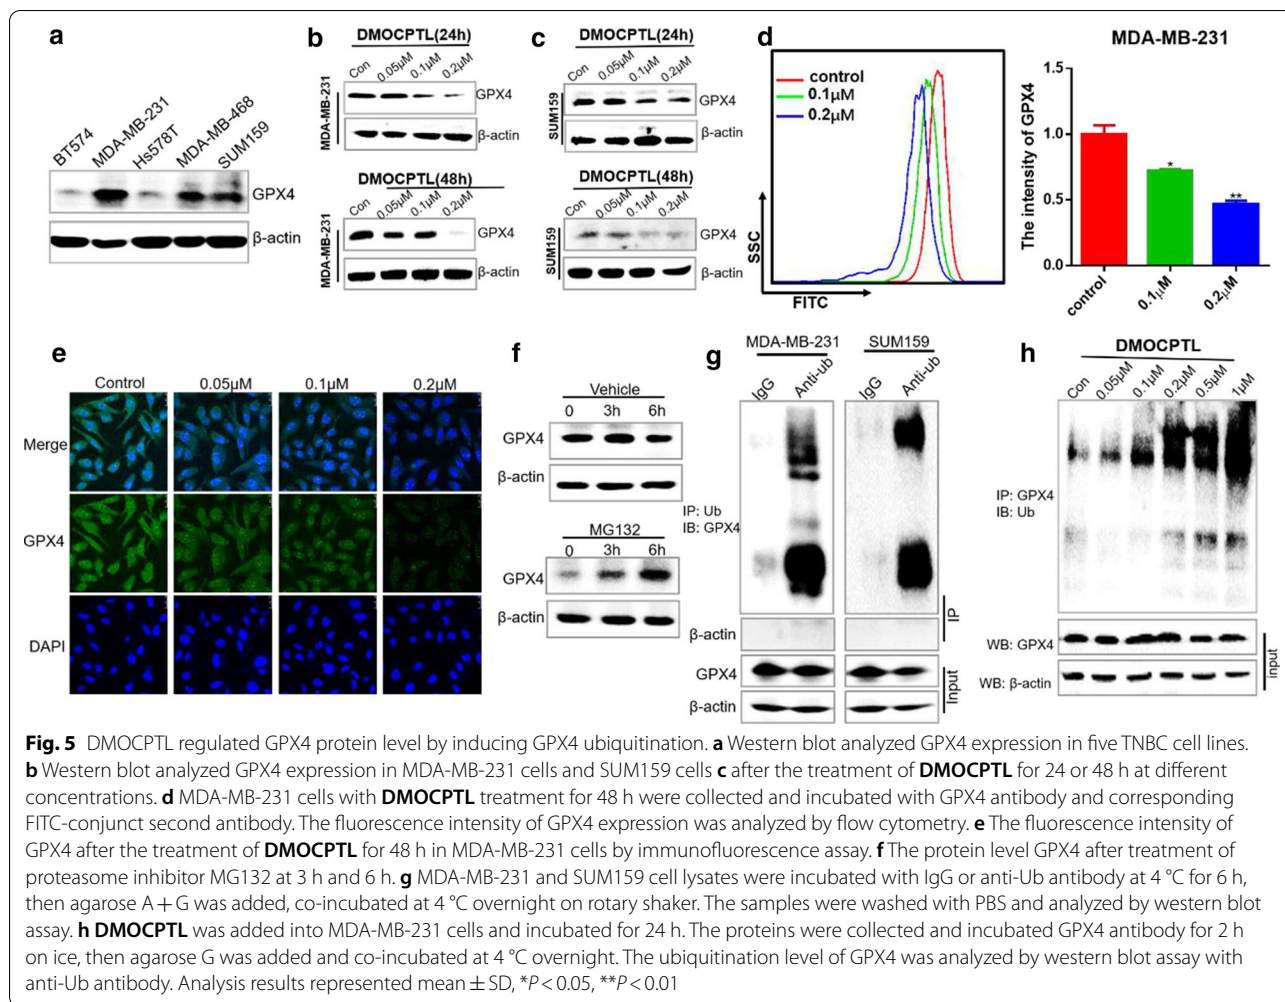 a
BT574
MDA-MB-231
Hs578T
MDA-MB-468
SUM159
GPX4
β-actin
b
DMOCPTL(24h)
Con
0.05μM
0.1μM
0.2μM
MDA-MB-231
GPX4
β-actin
DMOCPTL(48h)
Con
0.05μM
0.1μM
0.2μM
MDA-MB-231
GPX4
β-actin
c
DMOCPTL(24h)
Con
0.05μM
0.1μM
0.2μM
SUM159
GPX4
β-actin
DMOCPTL(48h)
Con
0.05μM
0.1μM
0.2μM
SUM159
GPX4
β-actin
d
control
0.1μM
0.2μM
SSC
FITC
MDA-MB-231
The intensity of GPX4
1.5
1.0
0.5
0.0
*
**
control
0.1μM
0.2μM
e
Control
0.05μM
0.1μM
0.2μM
Merge
GPX4
DAPI
f
Vehicle
0 3h 6h
GPX4
β-actin
MG132
0 3h 6h
GPX4
β-actin
g
MDA-MB-231 SUM159
IgG
Anti-ub
IgG
Anti-ub
IP: Ub
IB: GPX4
β-actin
IP
GPX4
β-actin
Input
h
DMOCPTL
Con
0.05μM
0.1μM
0.2μM
0.5μM
1μM
IP: GPX4
IB: Ub
WB: GPX4
WB: β-actin
input
Fig. 5 DMOCPTL regulated GPX4 protein level by inducing GPX4 ubiquitination. a Western blot analyzed GPX4 expression in five TNBC cell lines.
b Western blot analyzed GPX4 expression in MDA-MB-231 cells and SUM159 cells c after the treatment of DMOCPTL for 24 or 48 h at different
concentrations. d MDA-MB-231 cells with DMOCPTL treatment for 48 h were collected and incubated with GPX4 antibody and corresponding
FITC-conjunct second antibody. The fluorescence intensity of GPX4 expression was analyzed by flow cytometry. e The fluorescence intensity of
GPX4 after the treatment of DMOCPTL for 48 h in MDA-MB-231 cells by immunofluorescence assay. f The protein level GPX4 after treatment of
proteasome inhibitor MG132 at 3 h and 6 h. g MDA-MB-231 and SUM159 cell lysates were incubated with IgG or anti-Ub antibody at 4 °C for 6 h,
then agarose A + G was added, co-incubated at 4 °C overnight on rotary shaker. The samples were washed with PBS and analyzed by western blot
assay. h DMOCPTL was added into MDA-MB-231 cells and incubated for 24 h. The proteins were collected and incubated GPX4 antibody for 2 h
on ice, then agarose G was added and co-incubated at 4 °C overnight. The ubiquitination level of GPX4 was analyzed by western blot assay with
anti-Ub antibody. Analysis results represented mean ± SD, *P < 0.05, **P < 0.01